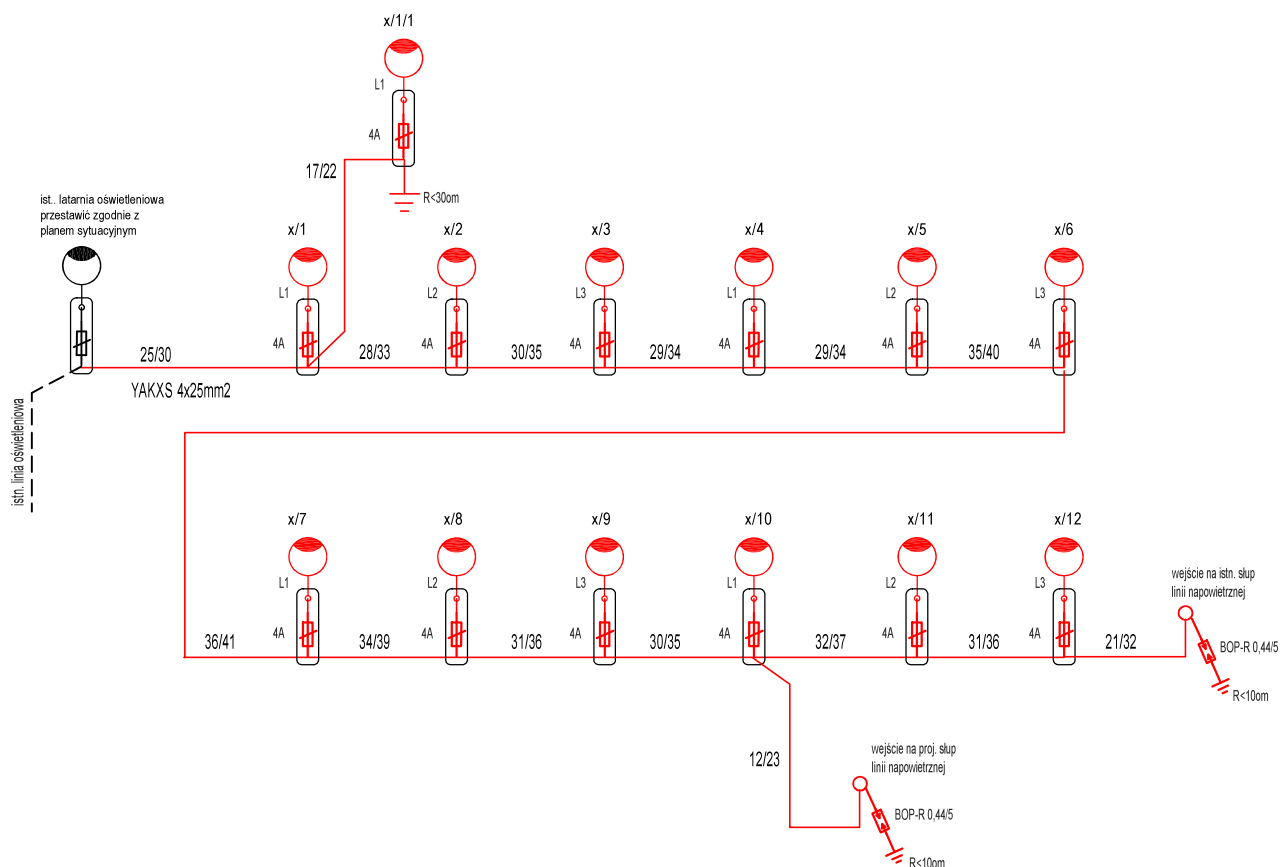 x/1/1
L1
4A
17/22
R<30om
ist.. latarnia oświetleniowa
przestawić zgodnie z
planem sytuacyjnym
x/1
x/2
x/3
x/4
x/5
x/6
L1
L2
L3
L1
L2
L3
4A
4A
4A
4A
4A
4A
25/30
28/33
30/35
29/34
29/34
35/40
YAKXS 4x25mm2
istn. linia oświetleniowa
x/7
x/8
x/9
x/10
x/11
x/12
L1
L2
L3
L1
L2
L3
4A
4A
4A
4A
4A
4A
36/41
34/39
31/36
30/35
32/37
31/36
21/32
wejście na istn. słup
linii napowietrznej
BOP-R 0,44/5
R<10om
12/23
wejście na proj. słup
linii napowietrznej
BOP-R 0,44/5
R<10om